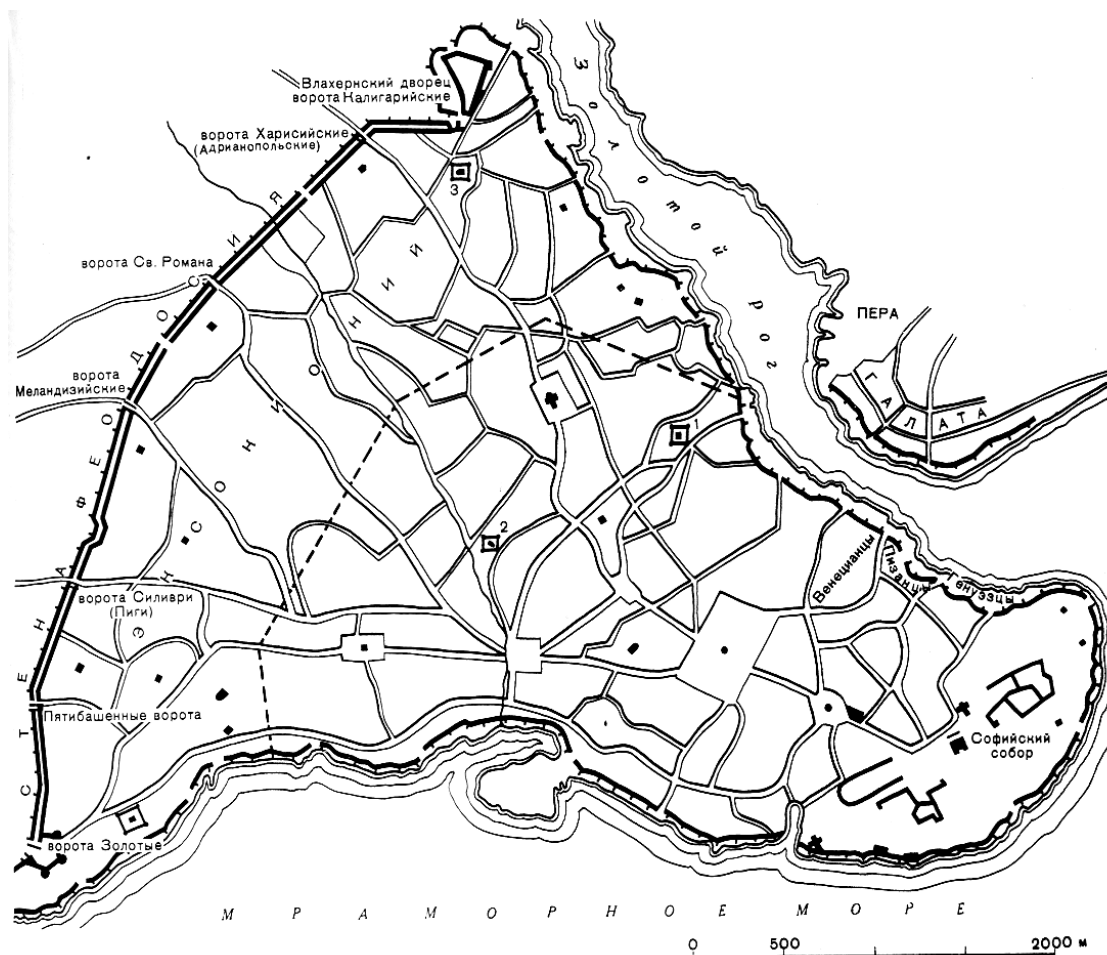 Влахернский дворец
ворота Калигарийские
ворота Харисийские
(Адрианопольские)
3
ворота Св. Романа
ворота
Меландизийские
СТЕНА ФЕОДОСИЯ
ЕКСОКИОНИЙ
Золотой рог
ПЕРА
ГАЛАТА
1
2
ворота Силиври
(Пиги)
Пятибашенные ворота
ворота Золотые
Венецианцы
Пизанцы
Генуэзцы
Софийский
собор
МРАМОРНОЕ МОРЕ
0 500 2000 м